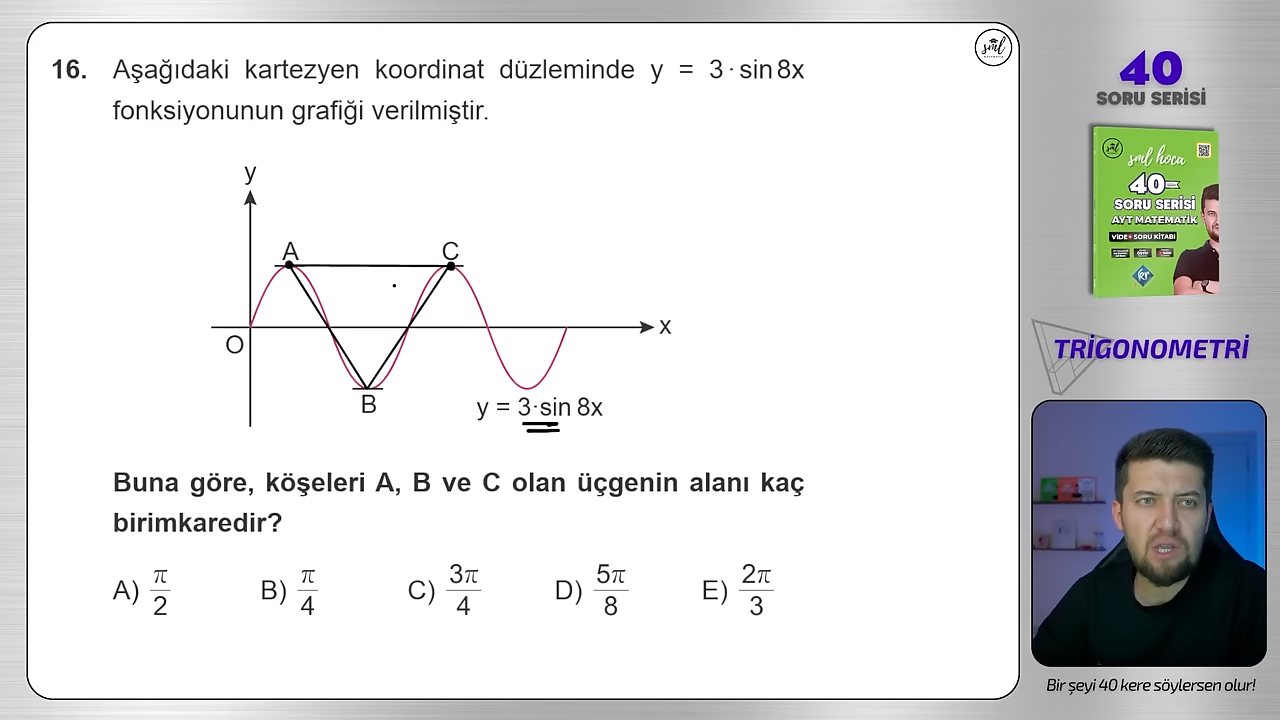 16. Aşağıdaki kartezyen koordinat düzleminde y = 3 · sin 8x
fonksiyonunun grafiği verilmiştir.
y
A
C
O
x
B
y = 3·sin 8x
Buna göre, köşeleri A, B ve C olan üçgenin alanı kaç
birimkaredir?
A) π/2 B) π/4 C) 3π/4 D) 5π/8 E) 2π/3
sml
40
SORU SERİSİ
sml hoca
40
SORU SERİSİ
AYT MATEMATİK
VİDEO SORU KİTABI
TRİGONOMETRİ
Bir şeyi 40 kere söylersen olur!